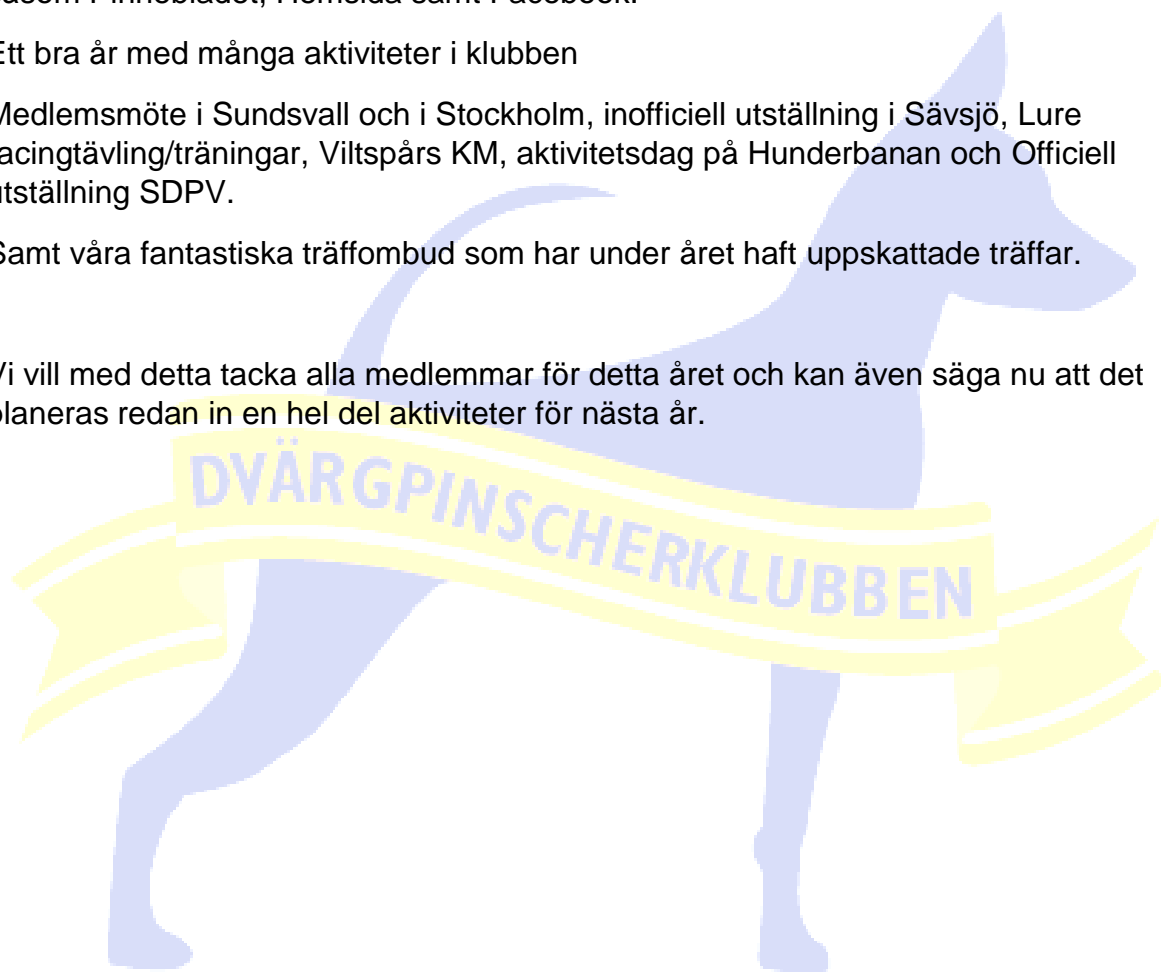 Ett bra år med många aktiviteter i klubben
Medlemsmöte i Sundsvall och i Stockholm, inofficiell utställning i Sävsjö, Lure
racingtävling/träningar, Viltspårs KM, aktivitetsdag på Hunderbanan och Officiell
utställning SDPV.
Samt våra fantastiska träffombud som har under året haft uppskattade träffar.
Vi vill med detta tacka alla medlemmar för detta året och kan även säga nu att det
planeras redan in en hel del aktiviteter för nästa år.
DVÄRGPINSCHERKLUBBEN